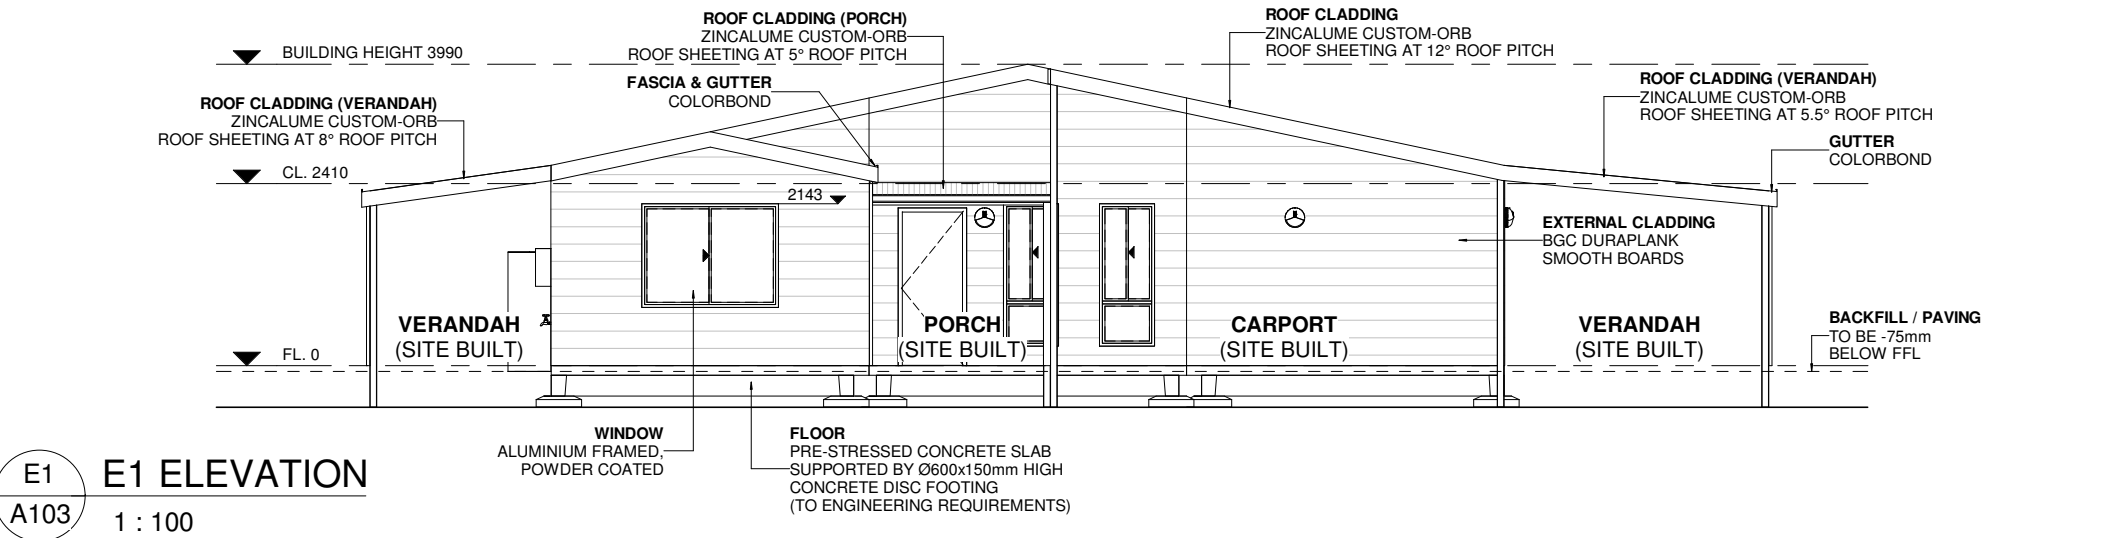 ROOF CLADDING (PORCH)
ZINCALUME CUSTOM-ORB
ROOF SHEETING AT 5° ROOF PITCH
ROOF CLADDING
ZINCALUME CUSTOM-ORB
ROOF SHEETING AT 12° ROOF PITCH
BUILDING HEIGHT 3990
FASCIA & GUTTER
COLORBOND
ROOF CLADDING (VERANDAH)
ZINCALUME CUSTOM-ORB
ROOF SHEETING AT 5.5° ROOF PITCH
ROOF CLADDING (VERANDAH)
ZINCALUME CUSTOM-ORB
ROOF SHEETING AT 8° ROOF PITCH
GUTTER
COLORBOND
CL. 2410
2143
EXTERNAL CLADDING
BGC DURAPLANK
SMOOTH BOARDS
VERANDAH
(SITE BUILT)
PORCH
(SITE BUILT)
CARPORT
(SITE BUILT)
VERANDAH
(SITE BUILT)
BACKFILL / PAVING
TO BE -75mm
BELOW FFL
FL. 0
WINDOW
ALUMINIUM FRAMED,
POWDER COATED
FLOOR
PRE-STRESSED CONCRETE SLAB
SUPPORTED BY Ø600x150mm HIGH
CONCRETE DISC FOOTING
(TO ENGINEERING REQUIREMENTS)
E1
A103
E1 ELEVATION
1 : 100